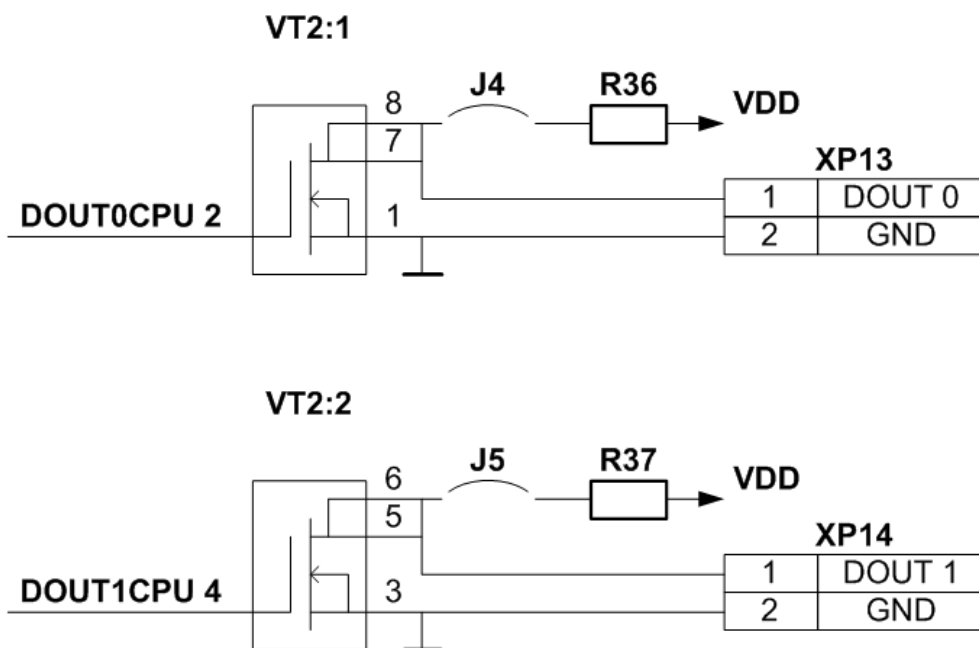 VT2:1
8
J4
R36
VDD
7
XP13
1 DOUT 0
DOUT0CPU 2
1
2 GND
VT2:2
6
J5
R37
VDD
5
XP14
1 DOUT 1
DOUT1CPU 4
3
2 GND